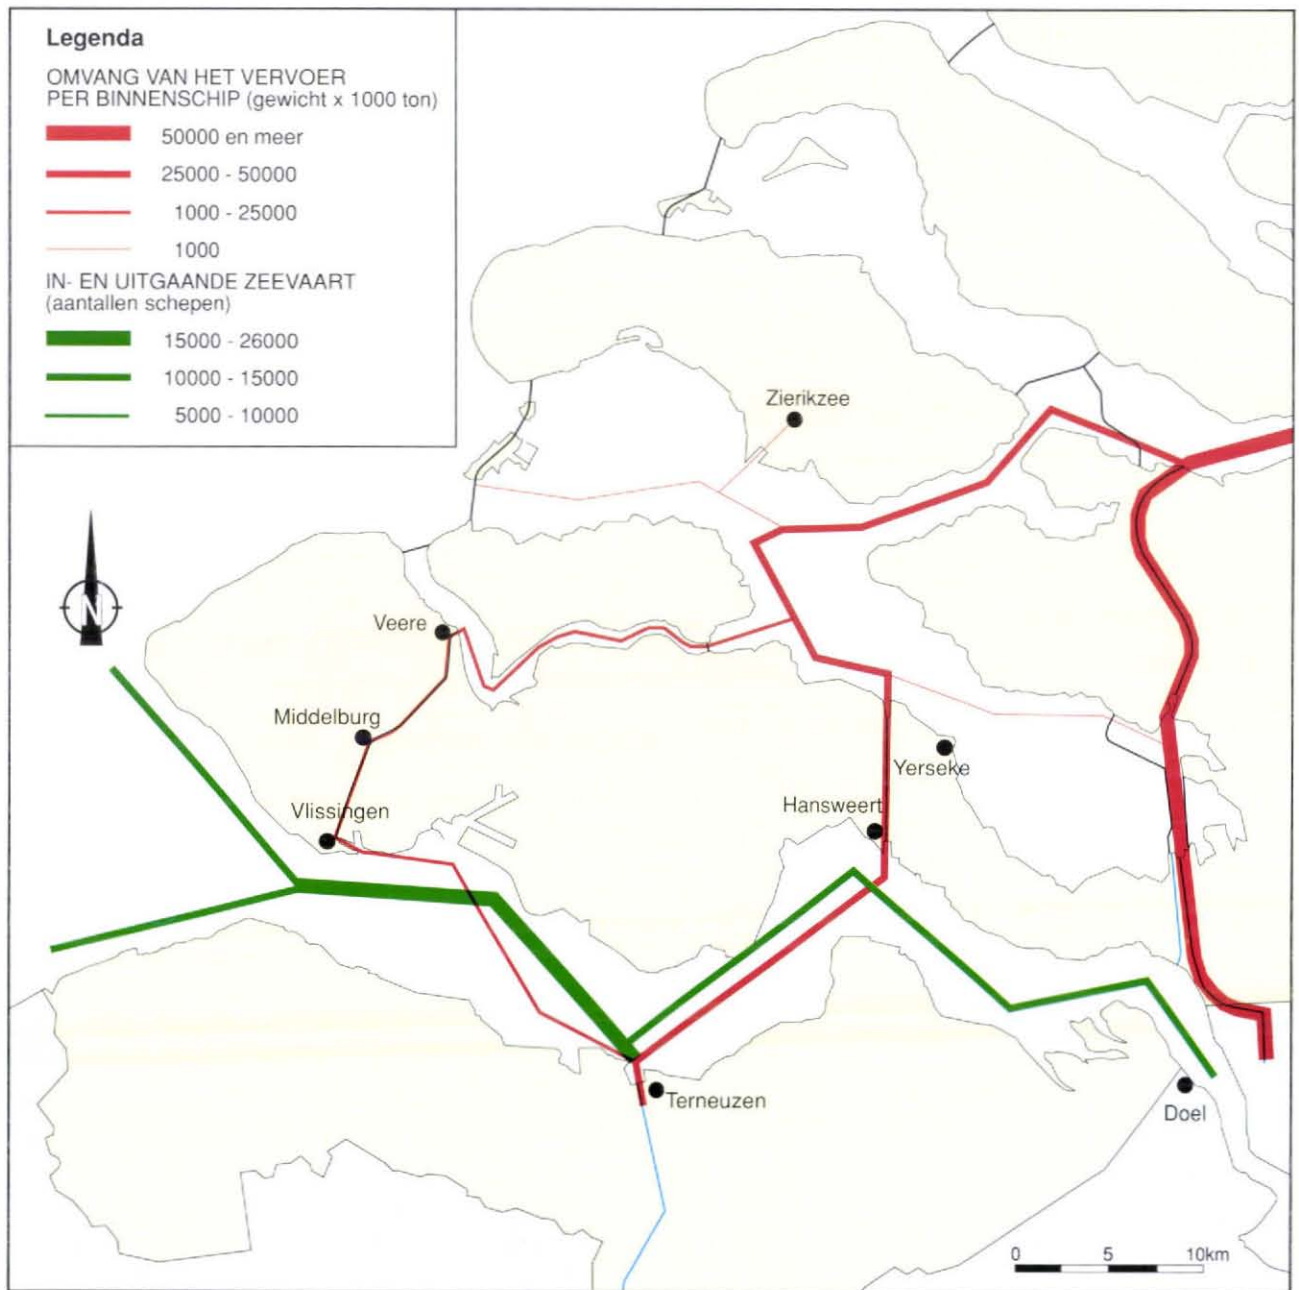 Legenda
OMVANG VAN HET VERVOER
PER BINNENSCHIP (gewicht x 1000 ton)
50000 en meer
25000 - 50000
1000 - 25000
1000
IN- EN UITGAANDE ZEEVAART
(aantallen schepen)
15000 - 26000
10000 - 15000
5000 - 10000
Zierikzee
N
Veere
Middelburg
Vlissingen
Yerseke
Hansweert
Terneuzen
Doel
0 5 10km